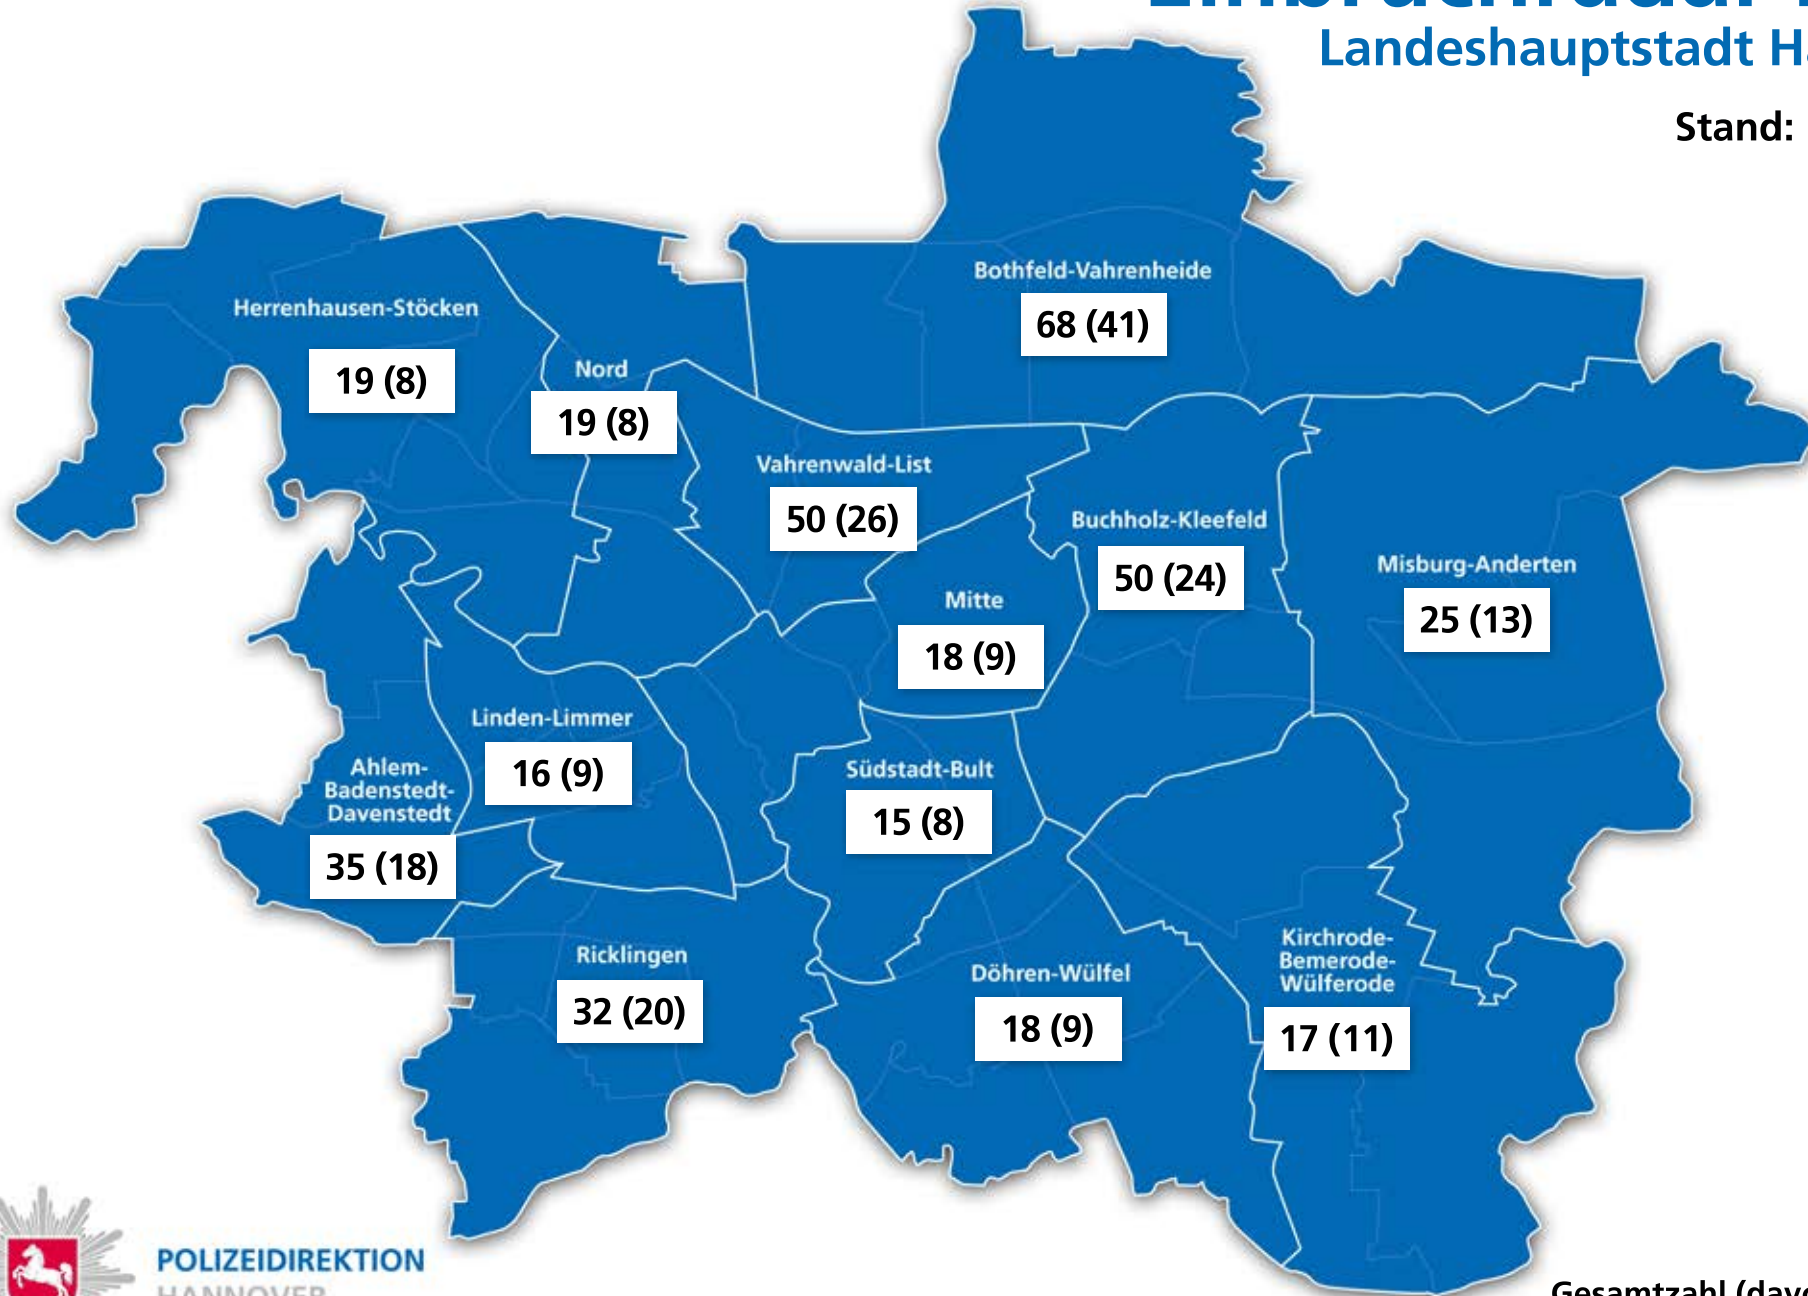 Landeshauptstadt
Stand:
Bothfeld-Vahrenheide
68 (41)
Herrenhausen-Stöcken
19 (8)
Nord
19 (8)
Vahrenwald-List
50 (26)
Buchholz-Kleefeld
50 (24)
Misburg-Anderten
25 (13)
Mitte
18 (9)
Linden-Limmer
16 (9)
Ahlem-
Badenstedt-
Davenstedt
35 (18)
Südstadt-Bult
15 (8)
Ricklingen
32 (20)
Döhren-Wülfel
18 (9)
Kirchrode-
Bemerode-
Wülferode
17 (11)
POLIZEIDIREKTION
HANNOVER
Gesamtzahl